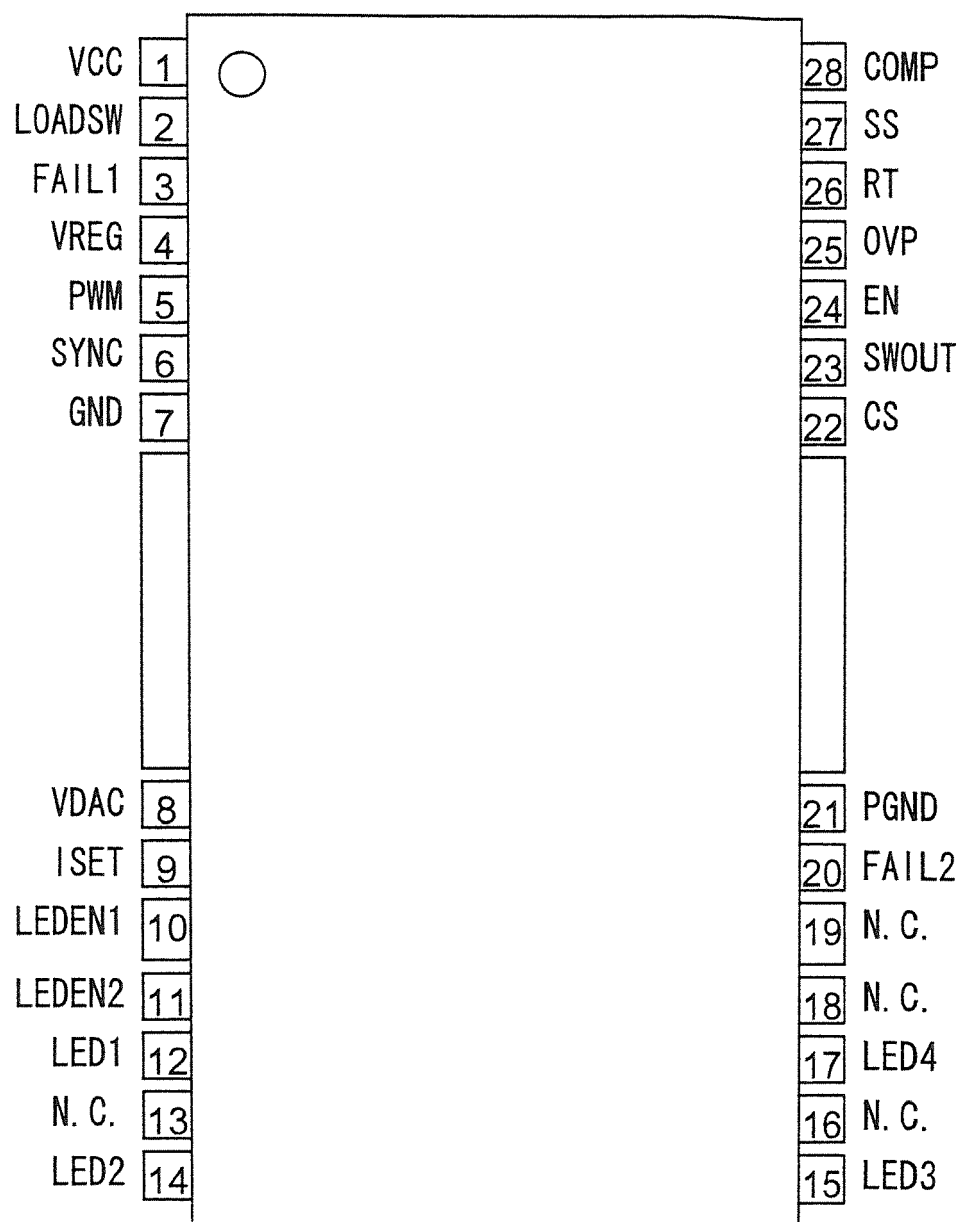 VCC 1 28 COMP
LOADSW 2 27 SS
FAIL1 3 26 RT
VREG 4 25 OVP
PWM 5 24 EN
SYNC 6 23 SWOUT
GND 7 22 CS
VDAC 8 21 PGND
ISET 9 20 FAIL2
LEDEN1 10 19 N.C.
LEDEN2 11 18 N.C.
LED1 12 17 LED4
N.C. 13 16 N.C.
LED2 14 15 LED3